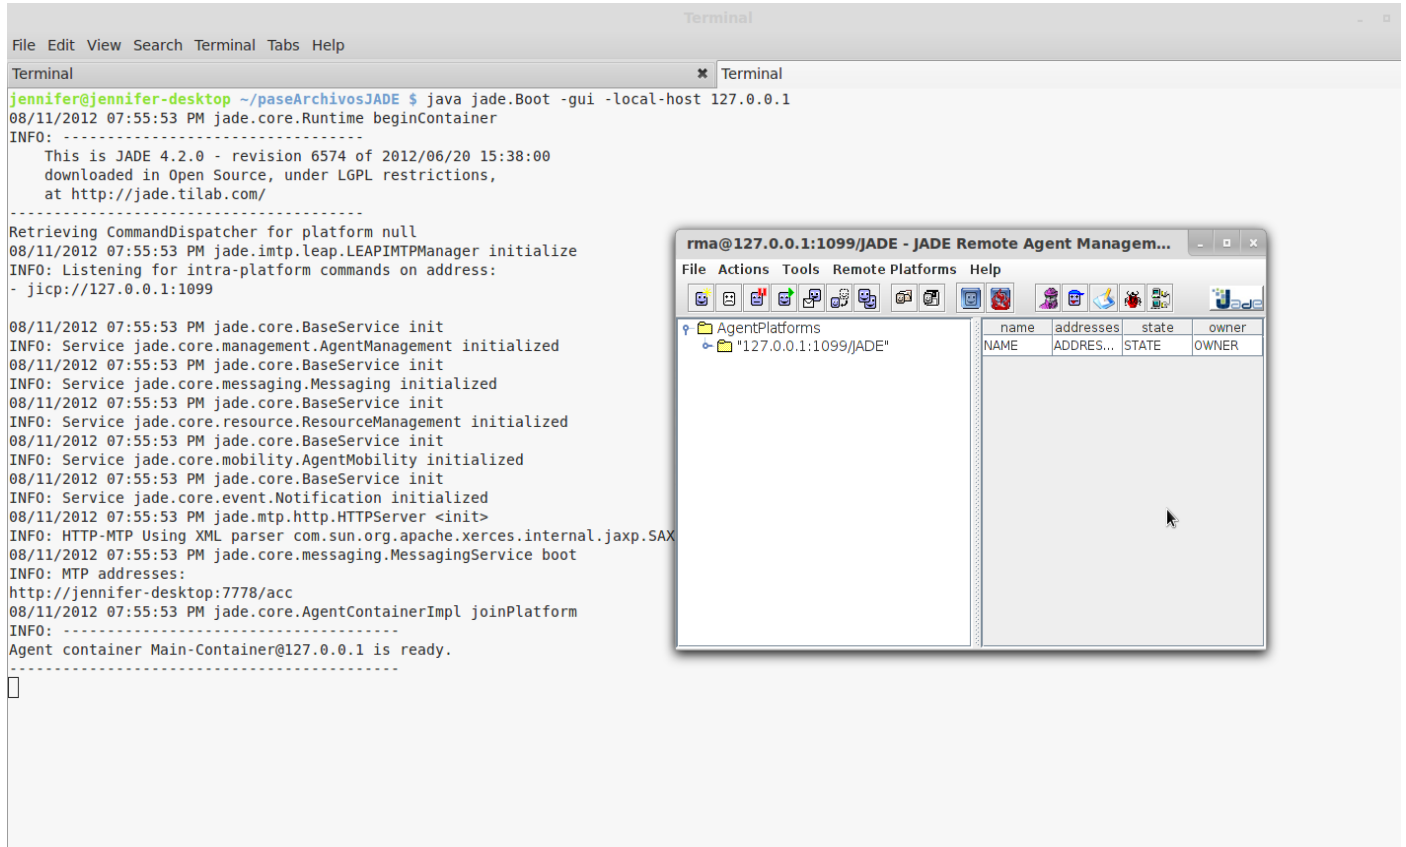 Terminal
File Edit View Search Terminal Tabs Help
Terminal
Terminal
jennifer@jennifer-desktop ~/paseArchivosJADE $ java jade.Boot -gui -local-host 127.0.0.1
08/11/2012 07:55:53 PM jade.core.Runtime beginContainer
INFO: ----------------------------------
This is JADE 4.2.0 - revision 6574 of 2012/06/20 15:38:00
downloaded in Open Source, under LGPL restrictions,
at http://jade.tilab.com/
----------------------------------------
Retrieving CommandDispatcher for platform null
08/11/2012 07:55:53 PM jade.imtp.leap.LEAPIMTPManager initialize
INFO: Listening for intra-platform commands on address:
- jicp://127.0.0.1:1099
08/11/2012 07:55:53 PM jade.core.BaseService init
INFO: Service jade.core.management.AgentManagement initialized
08/11/2012 07:55:53 PM jade.core.BaseService init
INFO: Service jade.core.messaging.Messaging initialized
08/11/2012 07:55:53 PM jade.core.BaseService init
INFO: Service jade.core.resource.ResourceManagement initialized
08/11/2012 07:55:53 PM jade.core.BaseService init
INFO: Service jade.core.mobility.AgentMobility initialized
08/11/2012 07:55:53 PM jade.core.BaseService init
INFO: Service jade.core.event.Notification initialized
08/11/2012 07:55:53 PM jade.mtp.http.HTTPServer <init>
INFO: HTTP-MTP Using XML parser com.sun.org.apache.xerces.internal.jaxp.SAX
08/11/2012 07:55:53 PM jade.core.messaging.MessagingService boot
INFO: MTP addresses:
http://jennifer-desktop:7778/acc
08/11/2012 07:55:53 PM jade.core.AgentContainerImpl joinPlatform
INFO: --------------------------------------
Agent container Main-Container@127.0.0.1 is ready.
--------------------------------------------
rma@127.0.0.1:1099/JADE - JADE Remote Agent Managem...
File Actions Tools Remote Platforms Help
Jade
AgentPlatforms
"127.0.0.1:1099/JADE"
name addresses state owner
NAME ADDRES... STATE OWNER